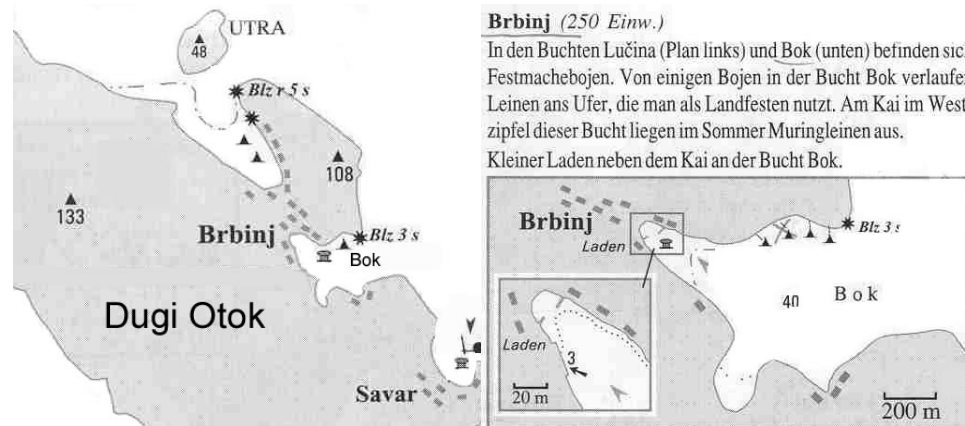 UTRA
48
Blz r 5 s
108
133
Brbinj
Blz 3 s
Bok
Dugi Otok
Savar
Brbinj (250 Einw.)
In den Buchten Lučina (Plan links) und Bok (unten) befinden sic
Festmachebojen. Von einigen Bojen in der Bucht Bok verlaufe
Leinen ans Ufer, die man als Landfesten nutzt. Am Kai im West
zipfel dieser Bucht liegen im Sommer Muringleinen aus.
Kleiner Laden neben dem Kai an der Bucht Bok.
Brbinj
Laden
Blz 3 s
40
Bok
Laden
3
20 m
200 m